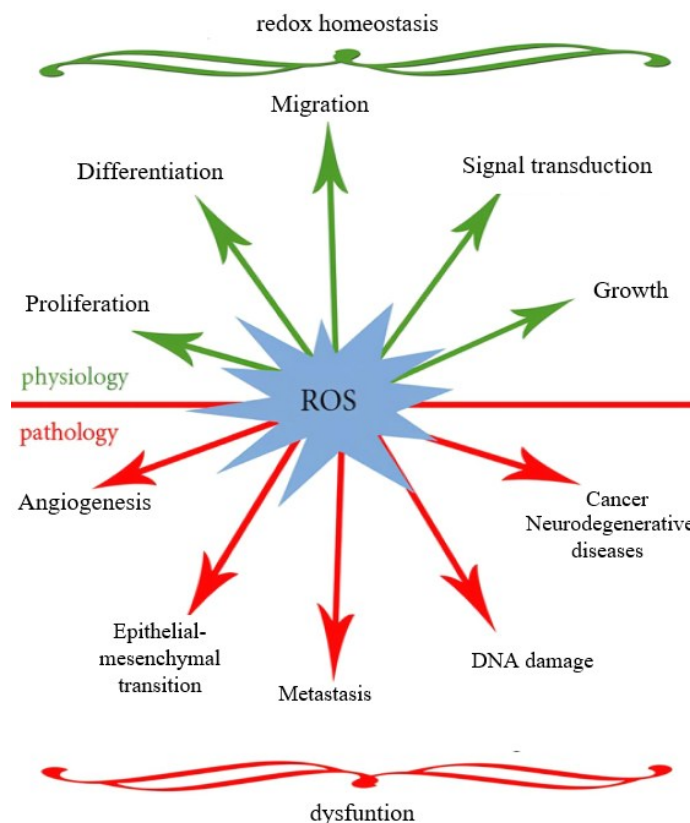 redox homeostasis
Migration
Differentiation
Signal transduction
Proliferation
Growth
physiology
ROS
pathology
Angiogenesis
Cancer
Neurodegenerative
diseases
Epithelial-
mesenchymal
transition
Metastasis
DNA damage
dysfuntion